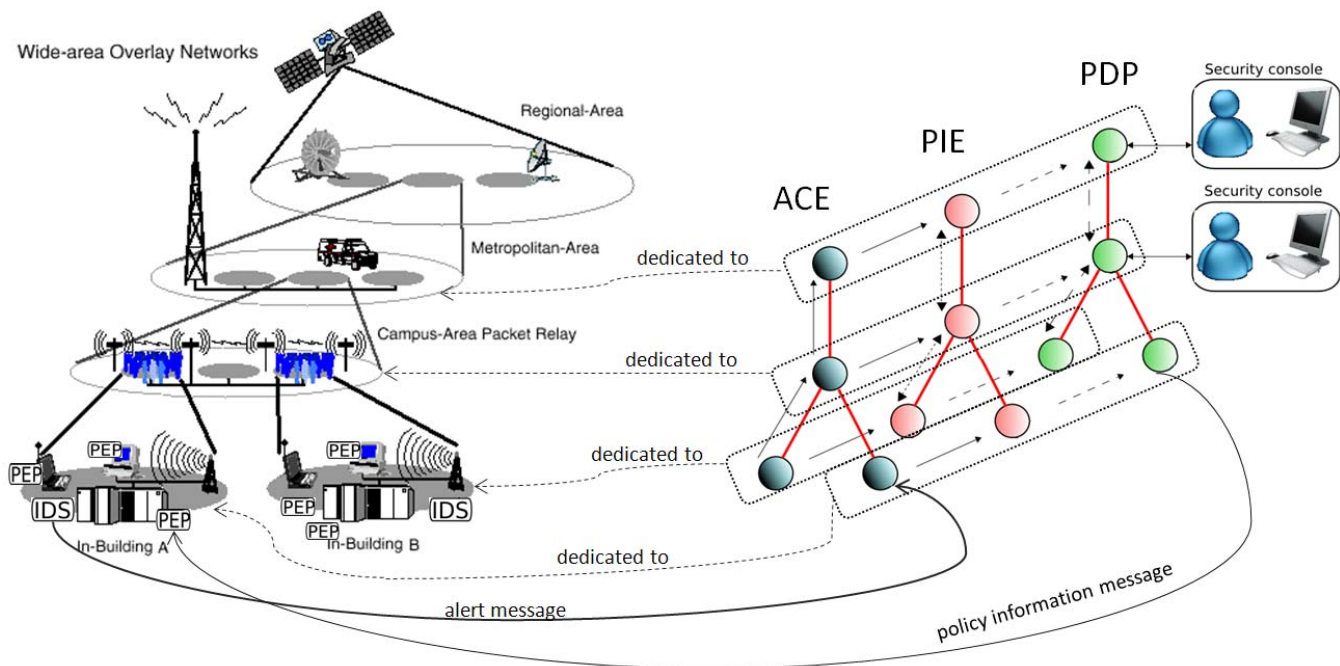 Wide-area Overlay Networks
Regional-Area
Metropolitan-Area
Campus-Area Packet Relay
PDP
PIE
ACE
Security console
Security console
dedicated to
dedicated to
dedicated to
dedicated to
PEP
PEP
IDS
PEP
In-Building A
PEP
PEP
PEP
IDS
In-Building B
alert message
policy information message